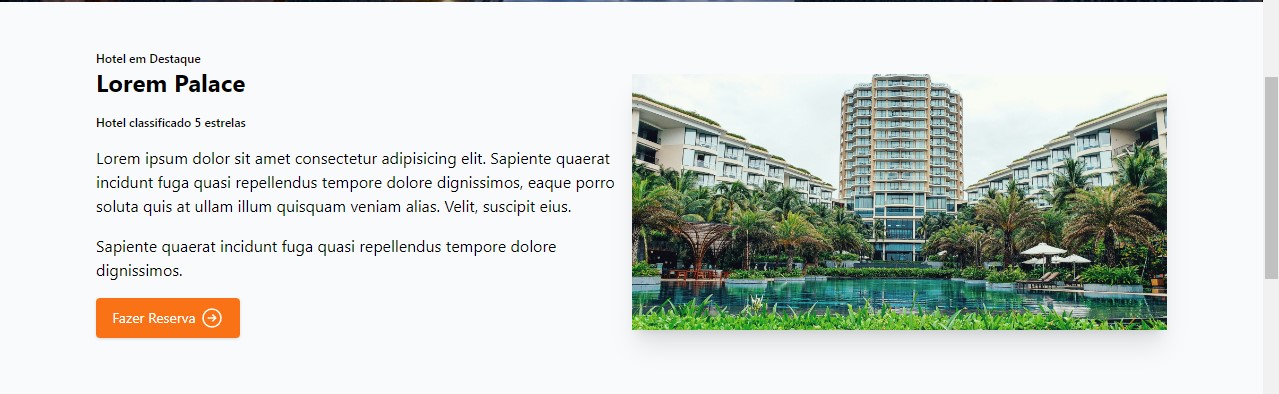 Hotel em Destaque
Lorem Palace
Hotel classificado 5 estrelas
Lorem ipsum dolor sit amet consectetur adipisicing elit. Sapiente quaerat
incidunt fuga quasi repellendus tempore dolore dignissimos, eaque porro
soluta quis at ullam illum quisquam veniam alias. Velit, suscipit eius.
Sapiente quaerat incidunt fuga quasi repellendus tempore dolore
dignissimos.
Fazer Reserva